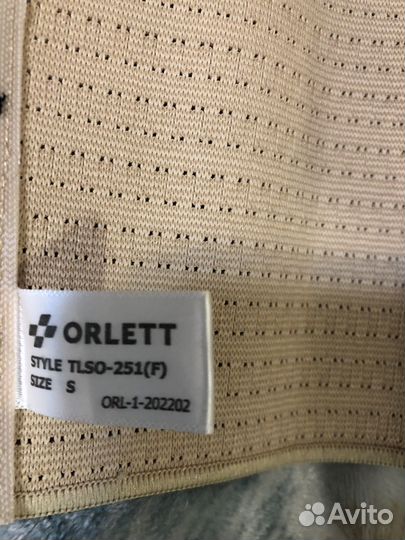 ORLETT
STYLE TLSO-251(F)
SIZE S
ORL-1-202202
Avito